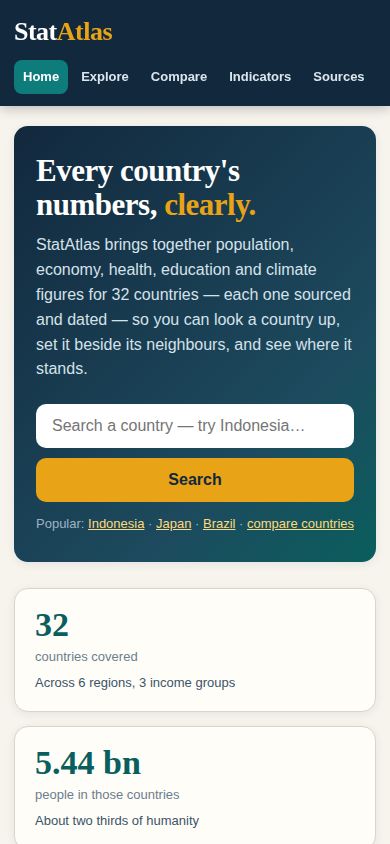 StatAtlas
Home Explore Compare Indicators Sources
Every country's
numbers, clearly.
StatAtlas brings together population,
economy, health, education and climate
figures for 32 countries — each one sourced
and dated — so you can look a country up,
set it beside its neighbours, and see where it
stands.
Search a country — try Indonesia…
Search
Popular: Indonesia · Japan · Brazil · compare countries
32
countries covered
Across 6 regions, 3 income groups
5.44 bn
people in those countries
About two thirds of humanity